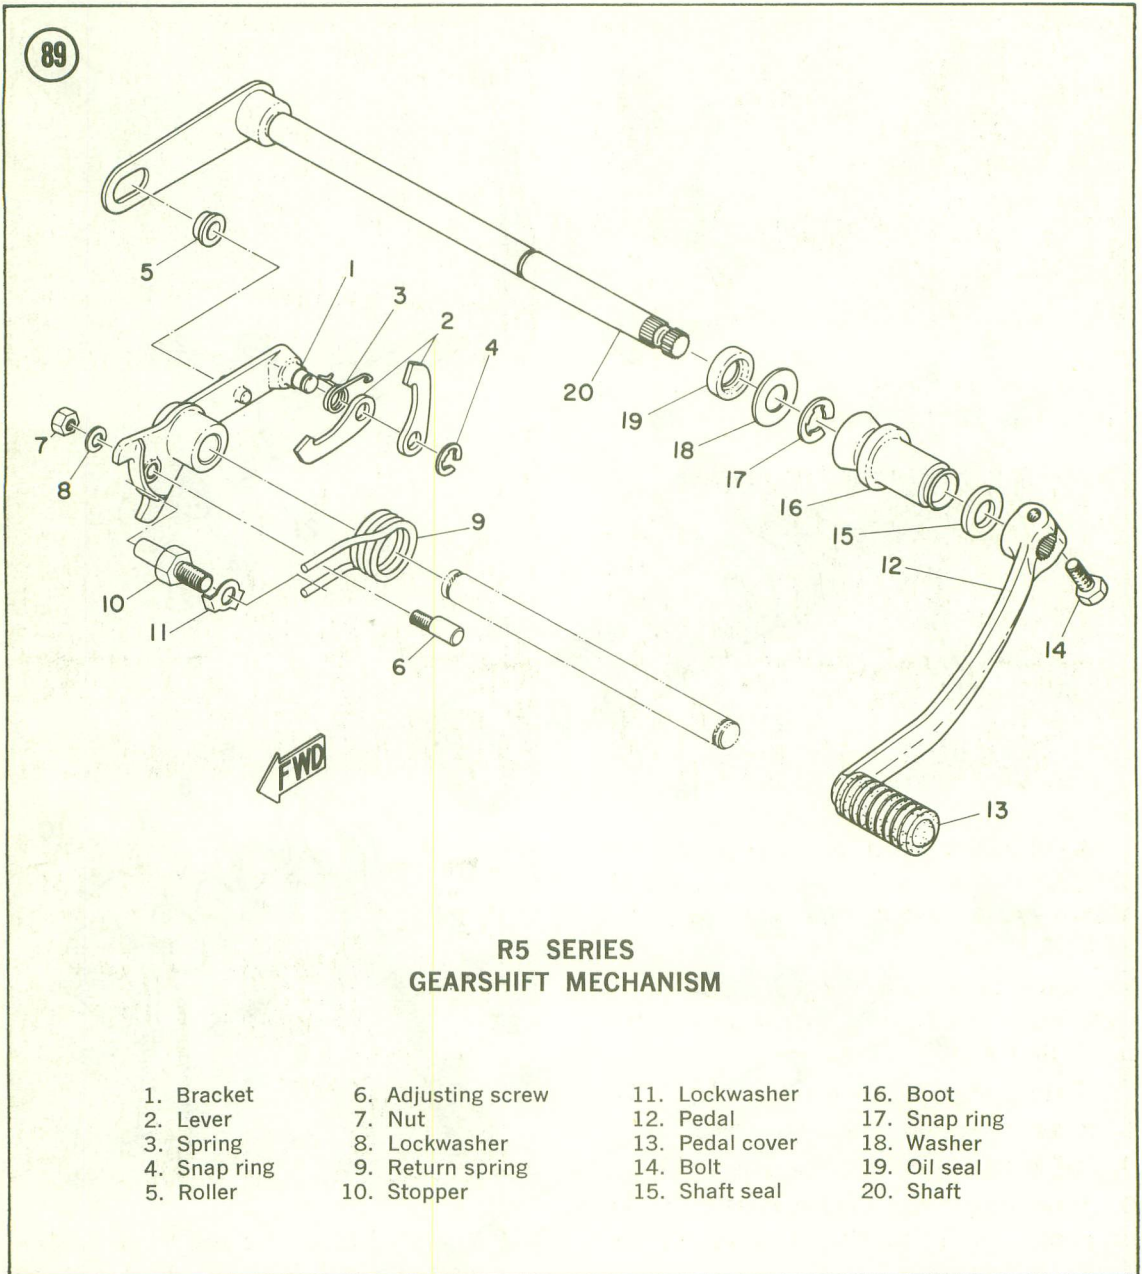 89
5
1
3
2
4
20
19
18
17
16
15
12
7
8
9
10
11
6
14
13
FWD
R5 SERIES
GEARSHIFT MECHANISM
1. Bracket
2. Lever
3. Spring
4. Snap ring
5. Roller
6. Adjusting screw
7. Nut
8. Lockwasher
9. Return spring
10. Stopper
11. Lockwasher
12. Pedal
13. Pedal cover
14. Bolt
15. Shaft seal
16. Boot
17. Snap ring
18. Washer
19. Oil seal
20. Shaft